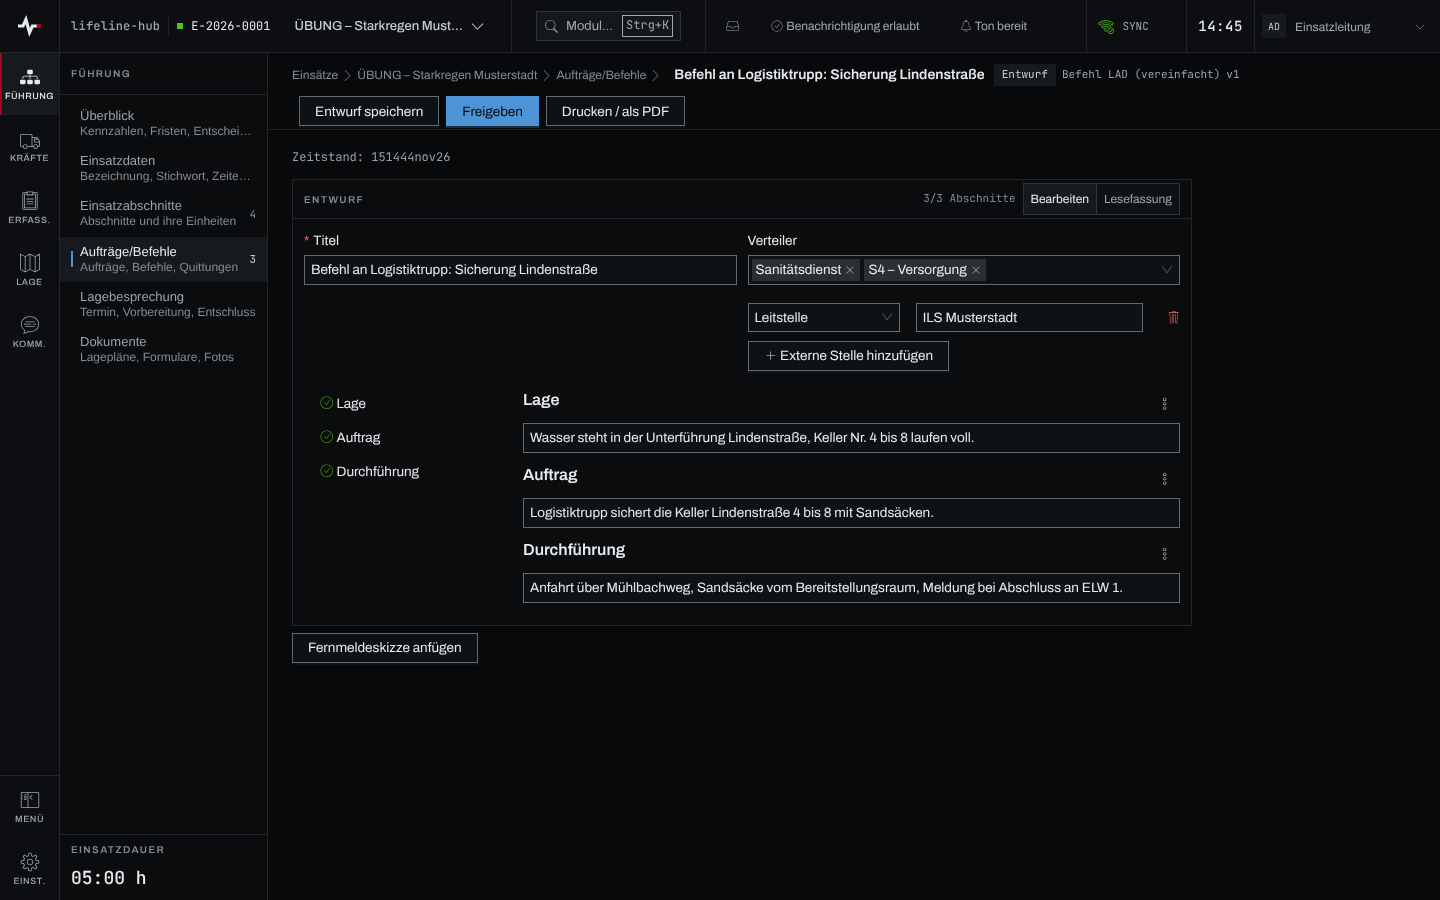 lifeline-hub
E-2026-0001
ÜBUNG – Starkregen Must...
Modul...
Strg+K
Benachrichtigung erlaubt
Ton bereit
SYNC
14:45
AD
Einsatzleitung
FÜHRUNG
KRÄFTE
ERFASS.
LAGE
KOMM.
MENÜ
EINST.
FÜHRUNG
Überblick
Kennzahlen, Fristen, Entschei...
Einsatzdaten
Bezeichnung, Stichwort, Zeite...
Einsatzabschnitte
Abschnitte und ihre Einheiten
4
Aufträge/Befehle
Aufträge, Befehle, Quittungen
3
Lagebesprechung
Termin, Vorbereitung, Entschluss
Dokumente
Lagepläne, Formulare, Fotos
EINSATZDAUER
05:00 h
Einsätze
ÜBUNG – Starkregen Musterstadt
Aufträge/Befehle
Befehl an Logistiktrupp: Sicherung Lindenstraße
Entwurf
Befehl LAD (vereinfacht) v1
Entwurf speichern
Freigeben
Drucken / als PDF
Zeitstand: 151444nov26
ENTWURF
3/3 Abschnitte
Bearbeiten
Lesefassung
* Titel
Befehl an Logistiktrupp: Sicherung Lindenstraße
Verteiler
Sanitätsdienst
S4 – Versorgung
Leitstelle
ILS Musterstadt
Externe Stelle hinzufügen
Lage
Auftrag
Durchführung
Lage
Wasser steht in der Unterführung Lindenstraße, Keller Nr. 4 bis 8 laufen voll.
Auftrag
Logistiktrupp sichert die Keller Lindenstraße 4 bis 8 mit Sandsäcken.
Durchführung
Anfahrt über Mühlbachweg, Sandsäcke vom Bereitstellungsraum, Meldung bei Abschluss an ELW 1.
Fernmeldeskizze anfügen